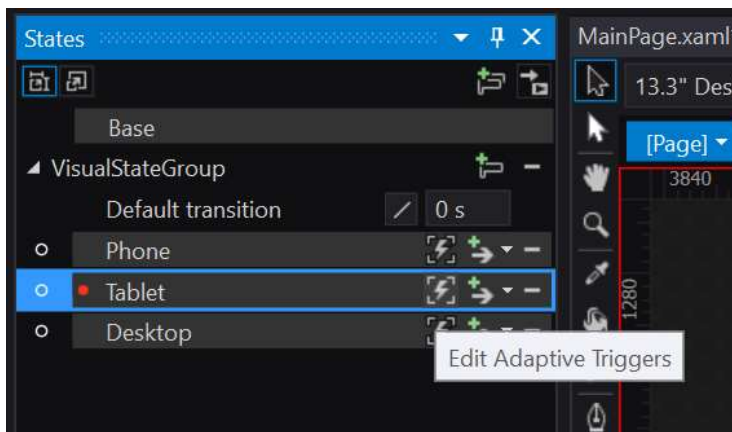 States
MainPage.xaml
13.3" Des
Base
[Page]
VisualStateGroup
3840
Default transition
0 s
Phone
Tablet
1280
Desktop
Edit Adaptive Triggers